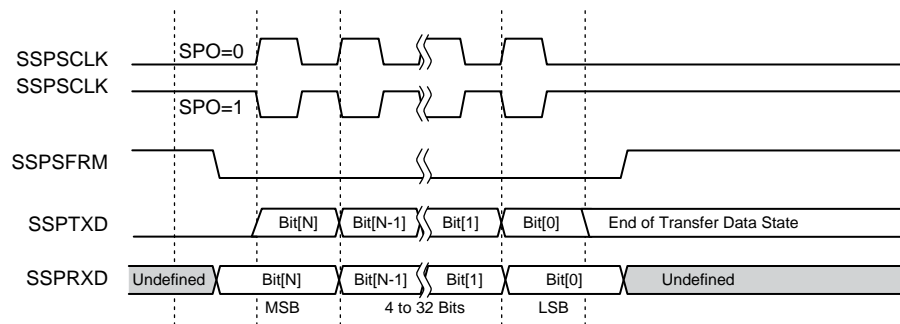 SSPSCLK SPO=0
SSPSCLK
SPO=1
SSPSFRM
SSPTXD Bit[N] Bit[N-1] Bit[1] Bit[0] End of Transfer Data State
SSPRXD Undefined Bit[N] Bit[N-1] Bit[1] Bit[0] Undefined
MSB 4 to 32 Bits LSB